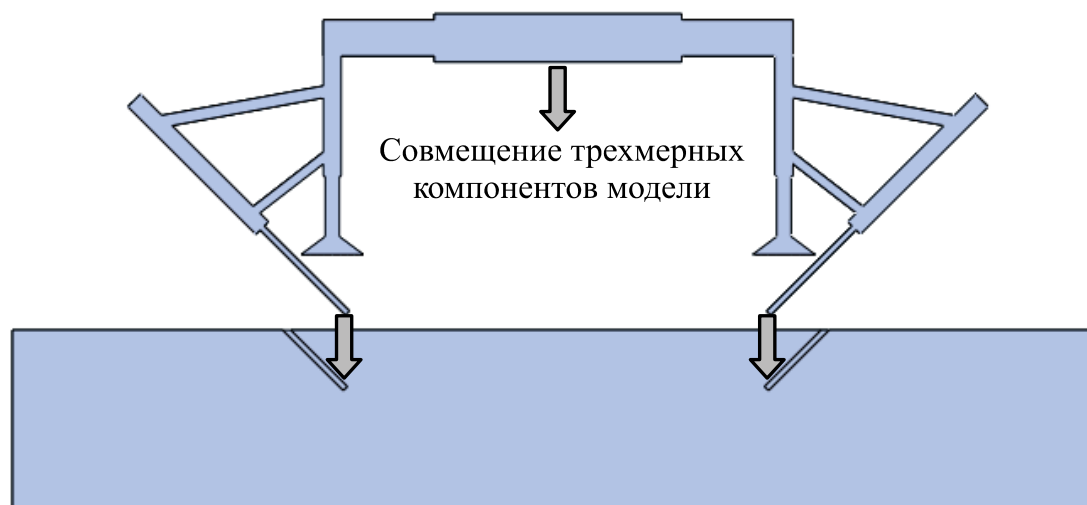 Совмещение трехмерных
компонентов модели